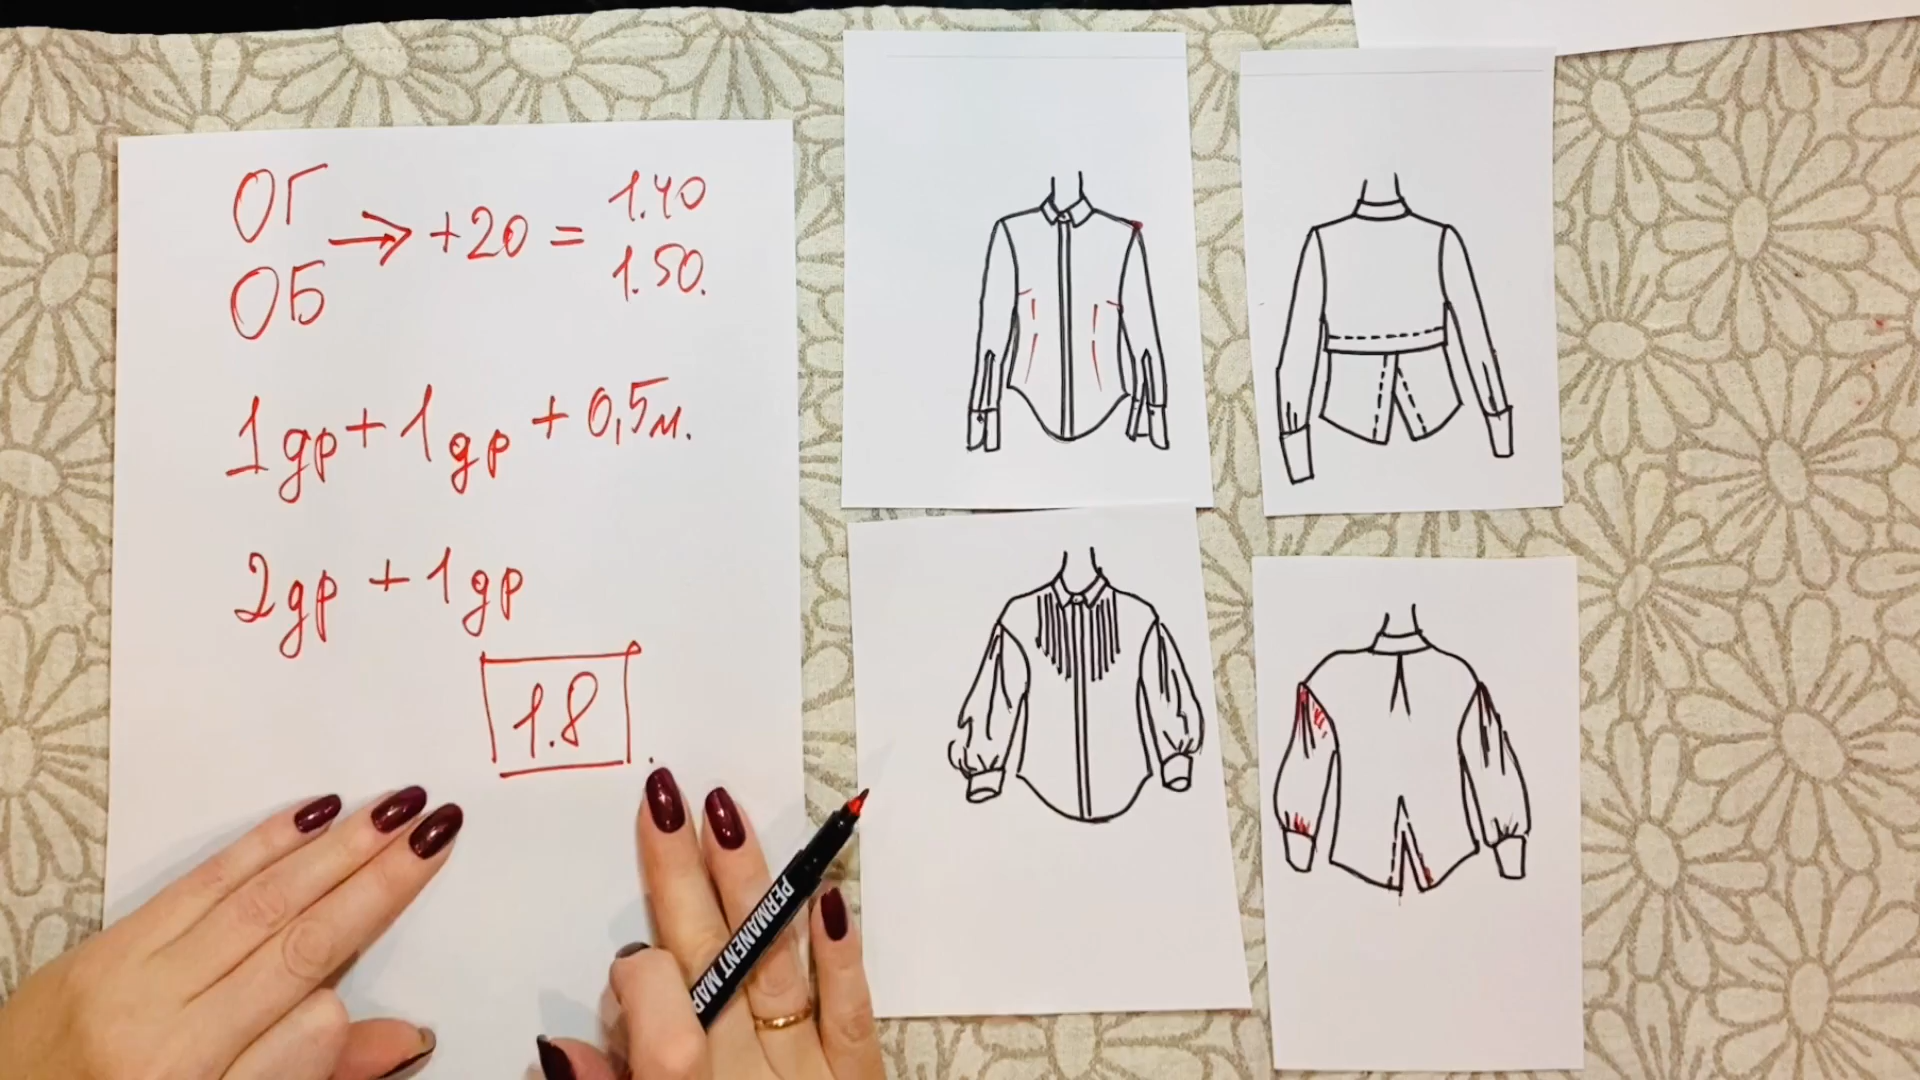 ОГ
ОБ
→ +20 = 1.40
1.50.
1др + 1др + 0,5м.
2др + 1др
1.8
PERMANENT MAR